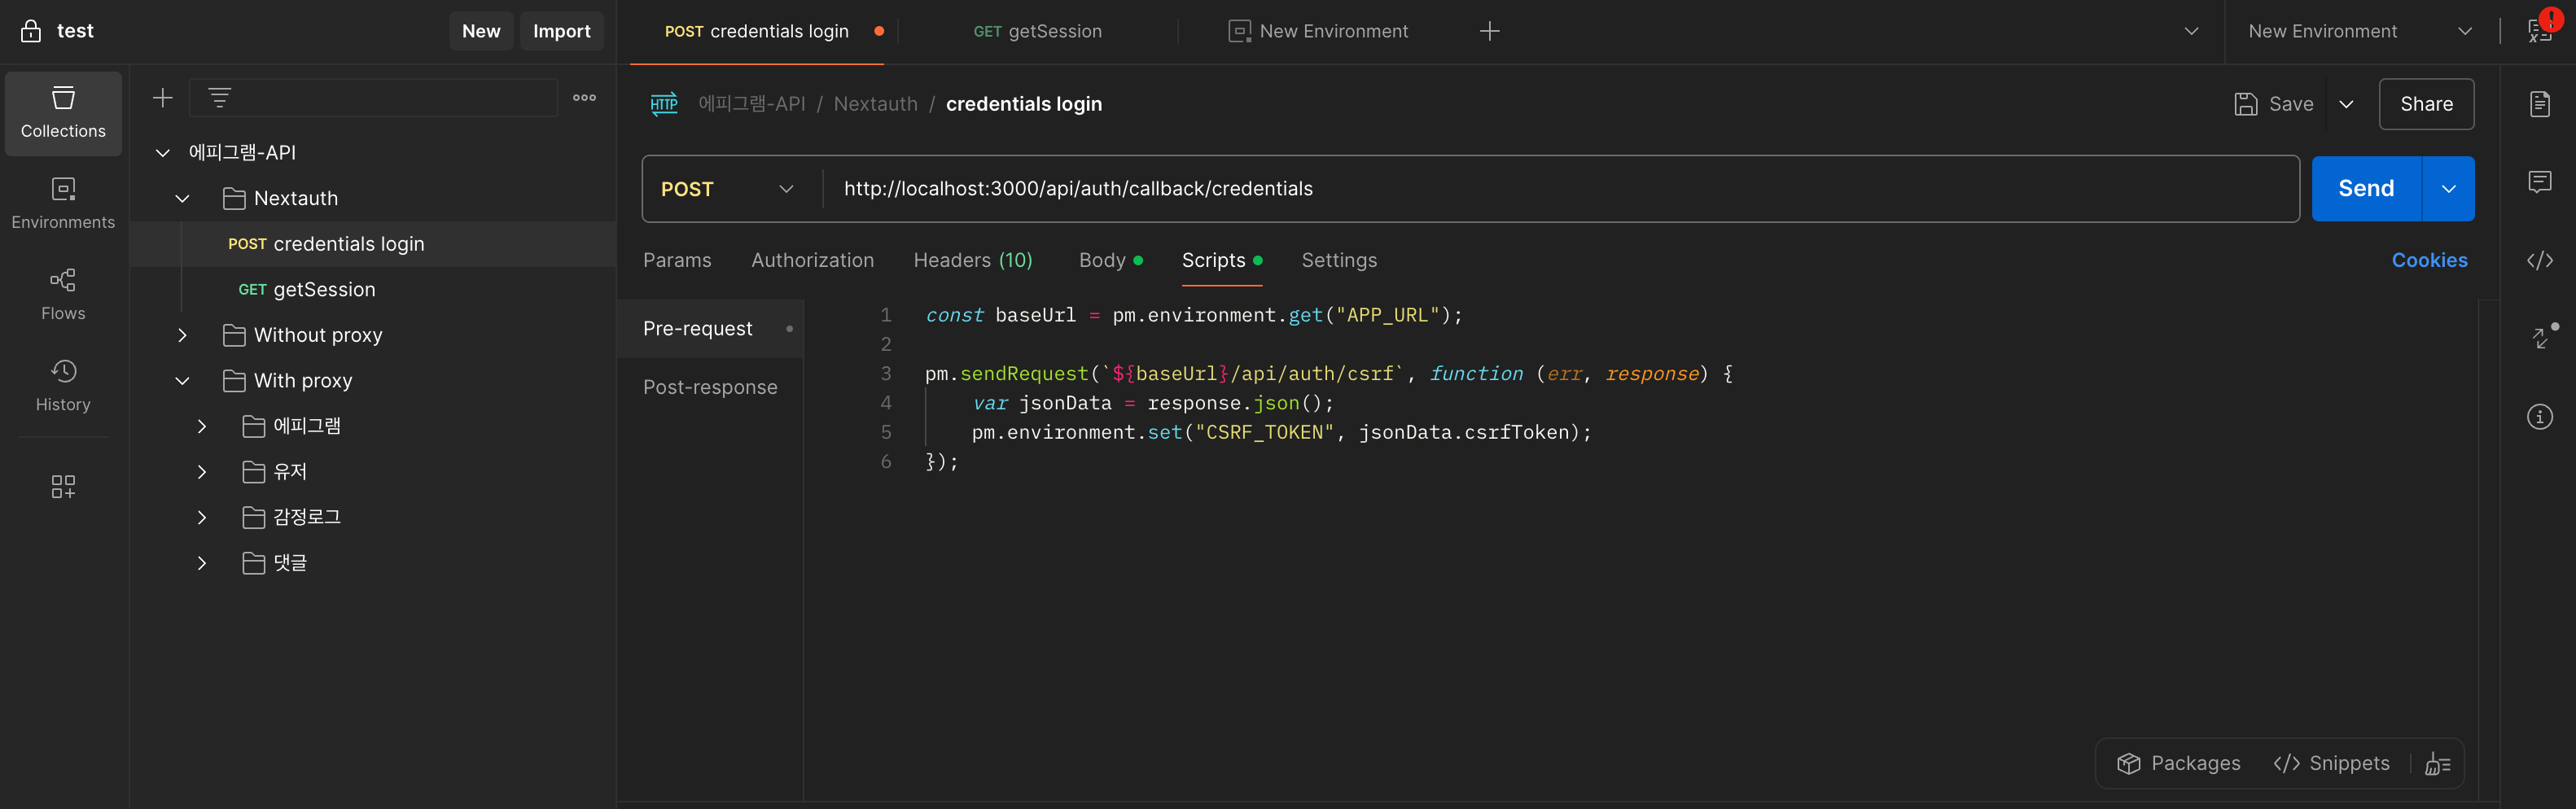 test
New
Import
POST credentials login
GET getSession
New Environment
New Environment
Collections
Environments
Flows
History
에피그램-API
Nextauth
POST credentials login
GET getSession
Without proxy
With proxy
에피그램
유저
감정로그
댓글
HTTP 에피그램-API / Nextauth / credentials login
Save
Share
POST
http://localhost:3000/api/auth/callback/credentials
Send
Params
Authorization
Headers (10)
Body
Scripts
Settings
Cookies
Pre-request
Post-response
1 const baseUrl = pm.environment.get("APP_URL");
2
3 pm.sendRequest(`${baseUrl}/api/auth/csrf`, function (err, response) {
4     var jsonData = response.json();
5     pm.environment.set("CSRF_TOKEN", jsonData.csrfToken);
6 });
Packages
Snippets